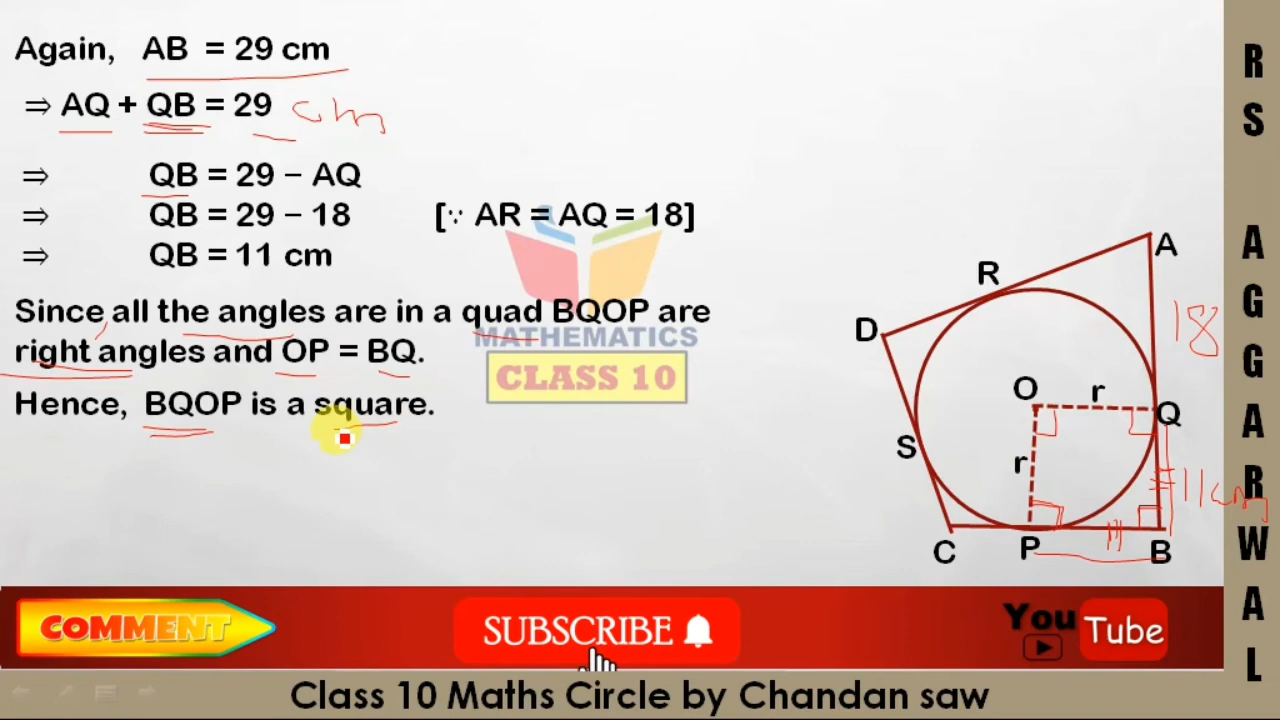 Again, AB = 29 cm
⇒ AQ + QB = 29 cm
⇒ QB = 29 – AQ
⇒ QB = 29 – 18 [∵ AR = AQ = 18]
⇒ QB = 11 cm
Since all the angles are in a quad BQOP are
right angles and OP = BQ.
Hence, BQOP is a square.
MATHEMATICS
CLASS 10
A
R
18
D
O r
Q
S
r
11 cm
C P B
RS AGGARWAL
COMMENT
SUBSCRIBE
You Tube
Class 10 Maths Circle by Chandan saw